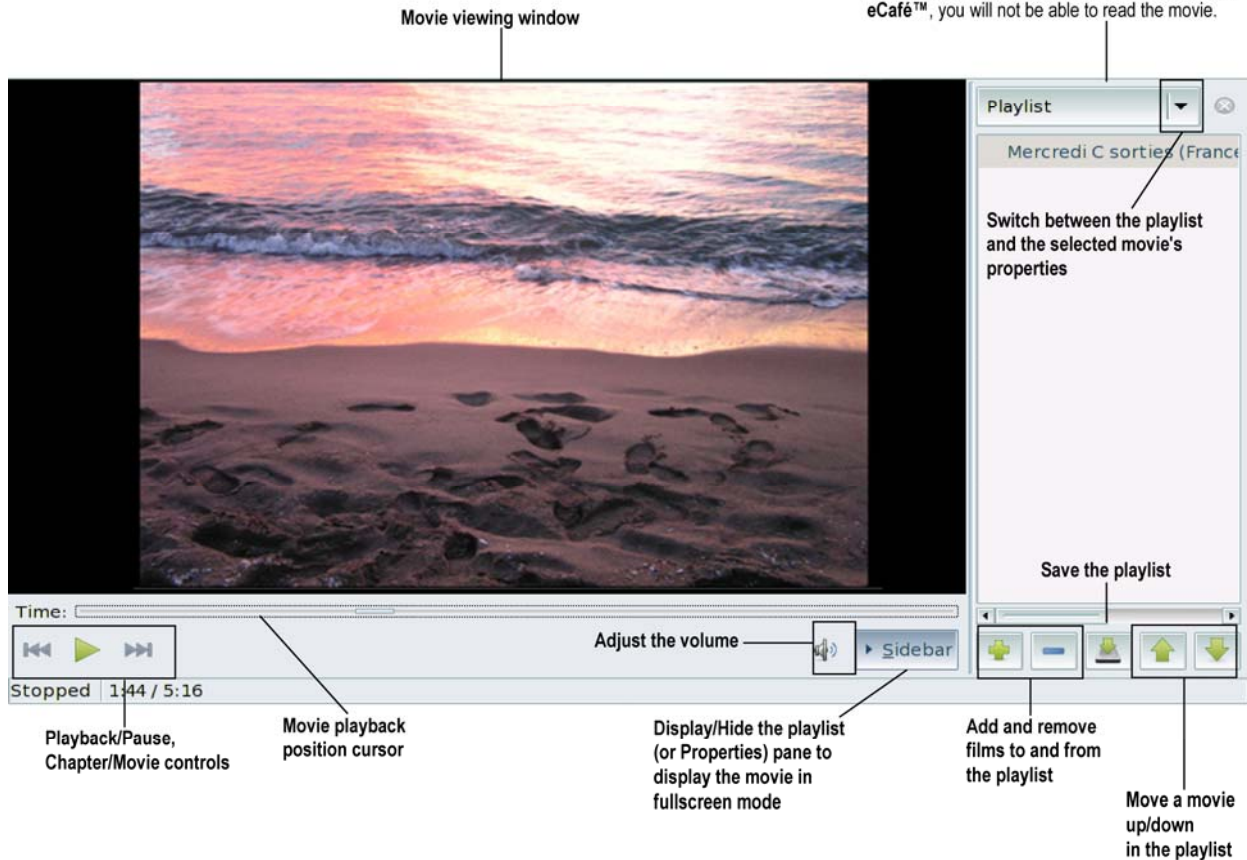 eCafé™, you will not be able to read the movie.
Movie viewing window
Playlist
Mercredi C sorties (France
Switch between the playlist
and the selected movie's
properties
Save the playlist
Time:
Adjust the volume
Sidebar
Stopped 1:44 / 5:16
Playback/Pause,
Chapter/Movie controls
Movie playback
position cursor
Display/Hide the playlist
(or Properties) pane to
display the movie in
fullscreen mode
Add and remove
films to and from
the playlist
Move a movie
up/down
in the playlist